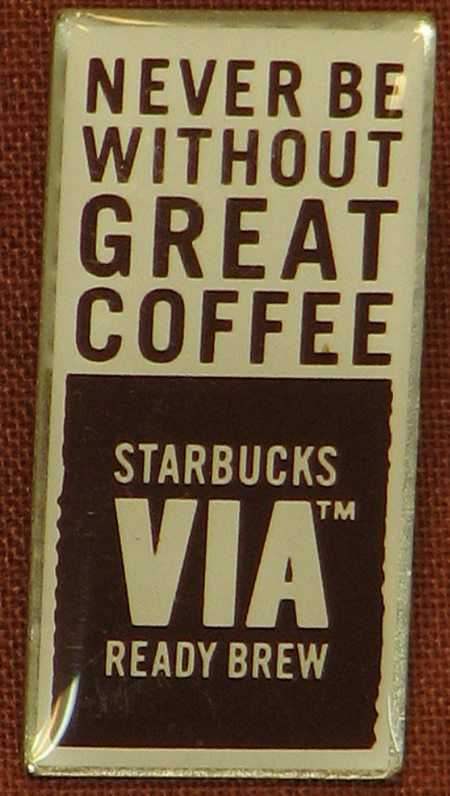 NEVER BE
WITHOUT
GREAT
COFFEE
STARBUCKS
VIA™
READY BREW